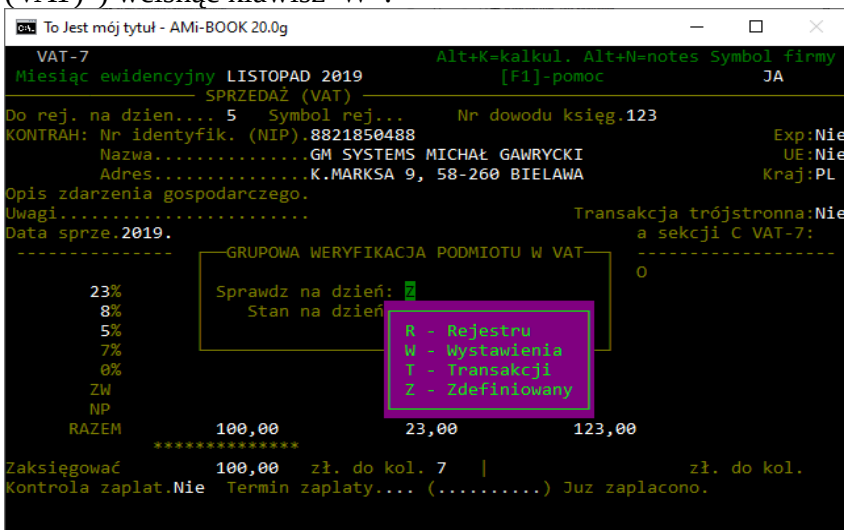 (VAT)") wcisnąć klawisz "W".
To Jest mój tytuł - AMi-BOOK 20.0g
VAT-7 Alt+K=kalkul. Alt+N=notes Symbol firmy
Miesiąc ewidencyjny LISTOPAD 2019 [F1]-pomoc JA
SPRZEDAŻ (VAT)
Do rej. na dzien.... 5 Symbol rej... Nr dowodu księg.123
KONTRAH: Nr identyfik. (NIP).8821850488 Exp:Nie
Nazwa...............GM SYSTEMS MICHAŁ GAWRYCKI UE:Nie
Adres...............K.MARKSA 9, 58-260 BIELAWA Kraj:PL
Opis zdarzenia gospodarczego.
Uwagi....................... Transakcja trójstronna:Nie
Data sprze.2019. a sekcji C VAT-7:
--------------- GRUPOWA WERYFIKACJA PODMIOTU W VAT -------------------
O
23% Sprawdz na dzień: Z
8% Stan na dzień
5% R - Rejestru
7% W - Wystawienia
0% T - Transakcji
ZW Z - Zdefiniowany
NP
RAZEM 100,00 23,00 123,00
**************
Zaksięgować 100,00 zł. do kol. 7 | zł. do kol.
Kontrola zaplat.Nie Termin zaplaty.... (..........) Juz zaplacono.